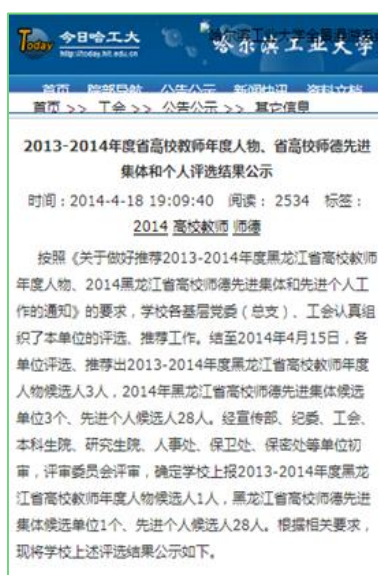 Today 今日哈工大
http://today.hit.edu.cn
哈尔滨工业大学
首页 院部导航 公告公示 新闻快讯 资料文档
首页 >> 工会 >> 公告公示 >> 其它信息
2013-2014年度省高校教师年度人物、省高校师德先进
集体和个人评选结果公示
时间：2014-4-18 19:09:40 阅读：2534 标签：
2014 高校教师 师德
按照《关于做好推荐2013-2014年度黑龙江省高校教师
年度人物、2014黑龙江省高校师德先进集体和先进个人工
作的通知》的要求，学校各基层党委（总支）、工会认真组
织了本单位的评选、推荐工作。结至2014年4月15日，各
单位评选、推荐出2013-2014年度黑龙江省高校教师年度
人物候选人3人，2014年黑龙江省高校师德先进集体候选
单位3个、先进个人候选人28人。经宣传部、纪委、工会、
本科生院、研究生院、人事处、保卫处、保密处等单位初
审，评审委员会评审，确定学校上报2013-2014年度黑龙
江省高校教师年度人物候选人1人，黑龙江省高校师德先进
集体候选单位1个、先进个人候选人28人。根据相关要求，
现将学校上述评选结果公示如下。